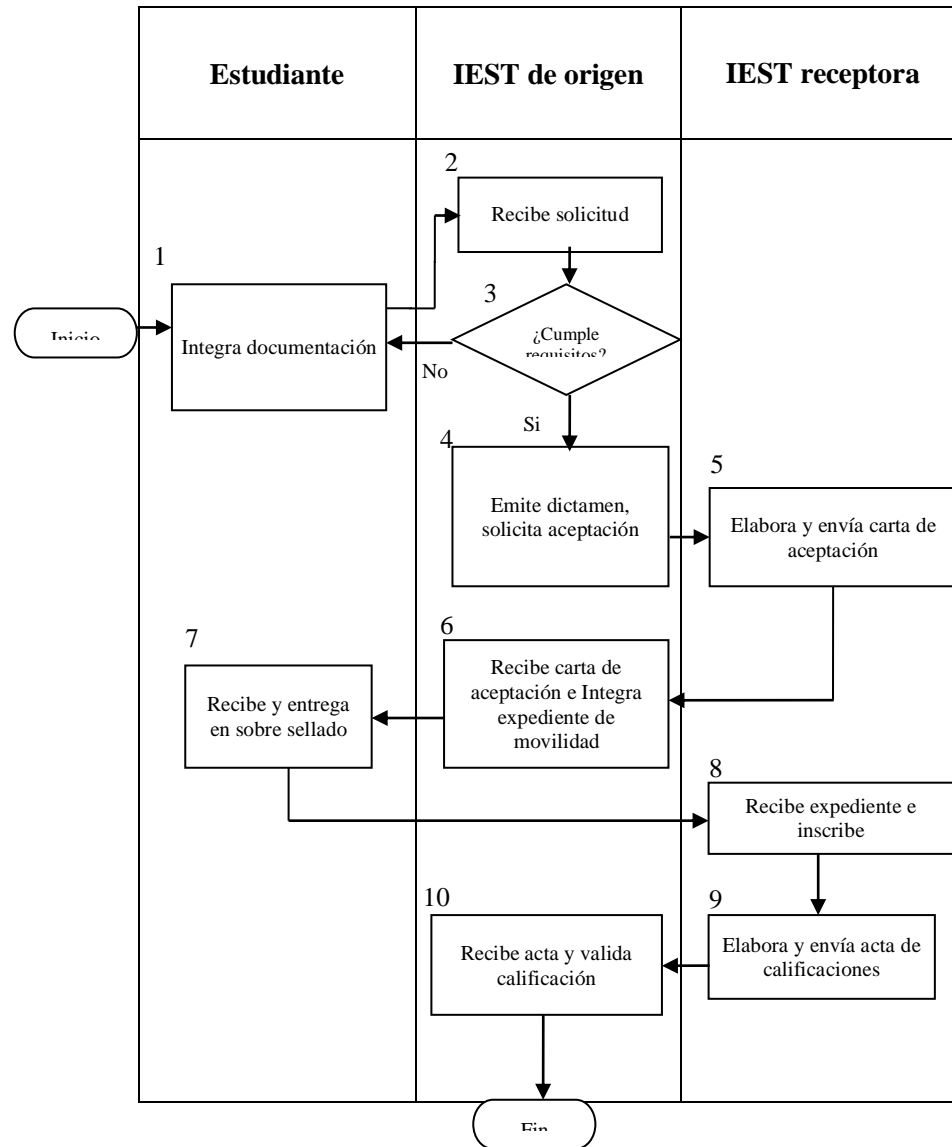 Estudiante
IEST de origen
IEST receptora
1
Inicio
Integra documentación
2
Recibe solicitud
3
¿Cumple
requisitos?
No
Si
4
Emite dictamen,
solicita aceptación
5
Elabora y envía carta de
aceptación
6
Recibe carta de
aceptación e Integra
expediente de
movilidad
7
Recibe y entrega
en sobre sellado
8
Recibe expediente e
inscribe
9
Elabora y envía acta de
calificaciones
10
Recibe acta y valida
calificación
Fin